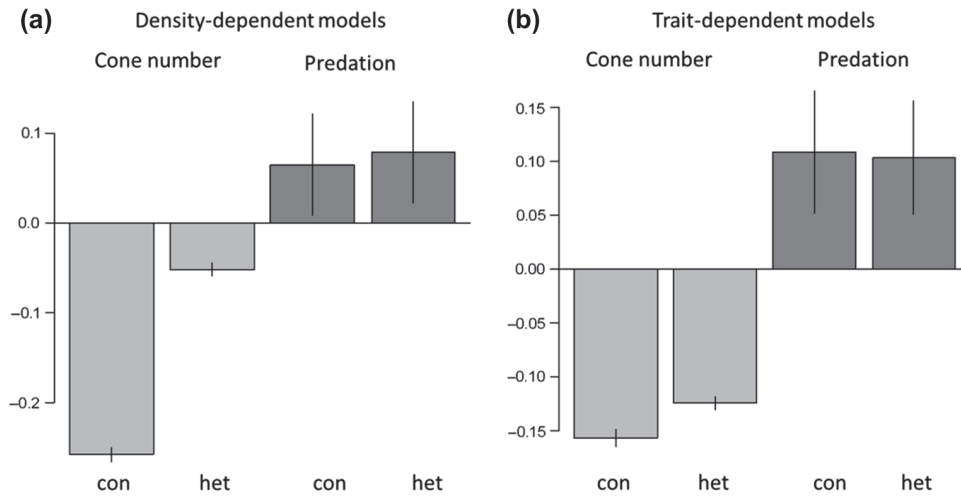 (a) Density-dependent models
Cone number Predation
0.1
0.0
–0.1
–0.2
con het con het
(b) Trait-dependent models
Cone number Predation
0.15
0.10
0.05
0.00
–0.05
–0.10
–0.15
con het con het